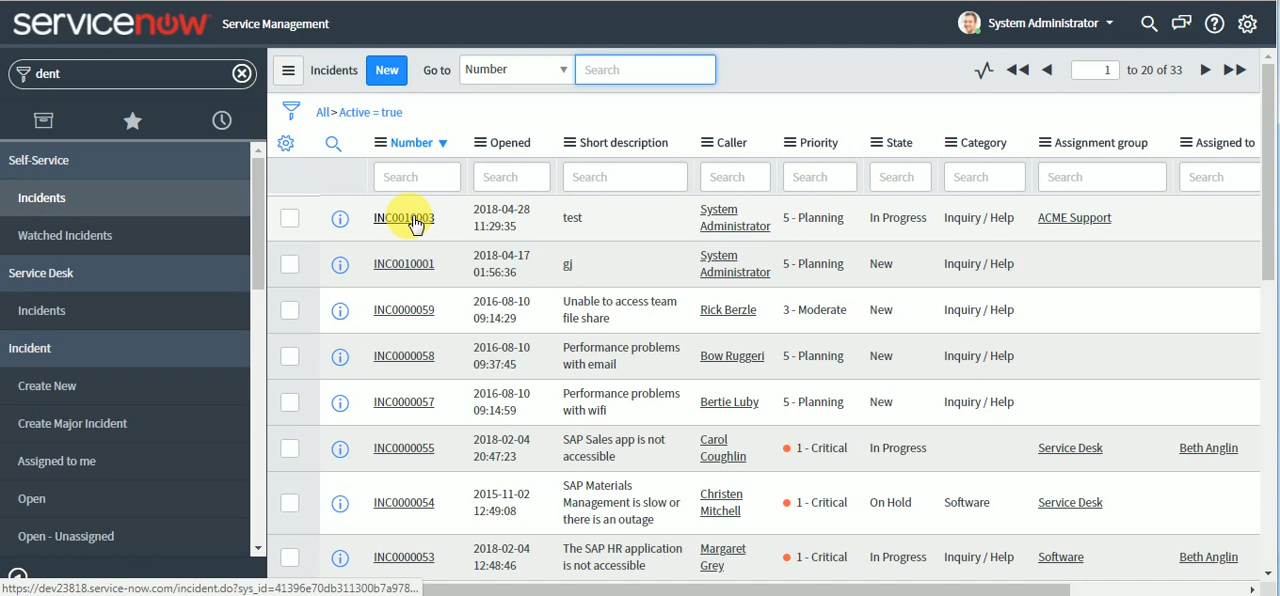 servicenow Service Management
System Administrator
dent
Incidents New Go to Number Search 1 to 20 of 33
All > Active = true
Number Opened Short description Caller Priority State Category Assignment group Assigned to
Search Search Search Search Search Search Search Search Search
Self-Service
Incidents
Watched Incidents
Service Desk
Incidents
Incident
Create New
Create Major Incident
Assigned to me
Open
Open - Unassigned
INC0010003 2018-04-28 11:29:35 test System Administrator 5 - Planning In Progress Inquiry / Help ACME Support
INC0010001 2018-04-17 01:56:36 gj System Administrator 5 - Planning New Inquiry / Help
INC0000059 2016-08-10 09:14:29 Unable to access team file share Rick Berzle 3 - Moderate New Inquiry / Help
INC0000058 2016-08-10 09:37:45 Performance problems with email Bow Ruggeri 5 - Planning New Inquiry / Help
INC0000057 2016-08-10 09:14:59 Performance problems with wifi Bertie Luby 5 - Planning New Inquiry / Help
INC0000055 2018-02-04 20:47:23 SAP Sales app is not accessible Carol Coughlin 1 - Critical In Progress Service Desk Beth Anglin
INC0000054 2015-11-02 12:49:08 SAP Materials Management is slow or there is an outage Christen Mitchell 1 - Critical On Hold Software Service Desk
INC0000053 2018-02-04 12:48:46 The SAP HR application is not accessible Margaret Grey 1 - Critical In Progress Inquiry / Help Software Beth Anglin
https://dev23818.service-now.com/incident.do?sys_id=41396e70db311300b7a978...